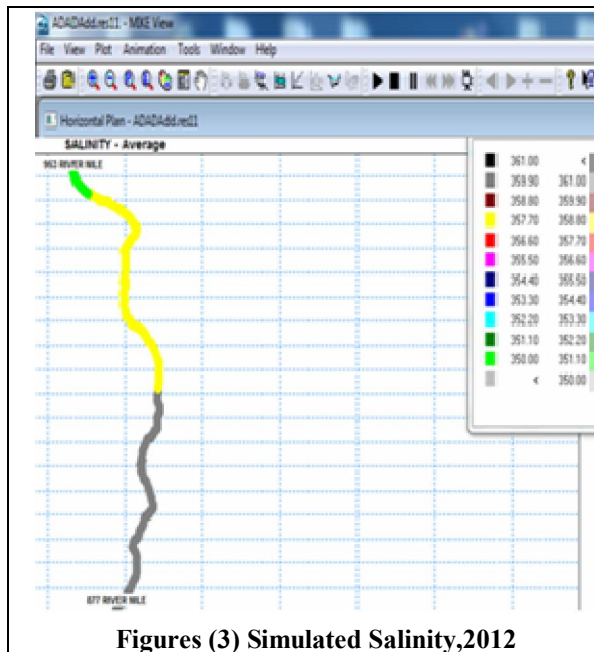 ADADAdd.res11 - MIKE View
File View Plot Animation Tools Window Help
Horizontal Plan - ADADAdd.res11
SALINITY - Average
953 RIVER NILE
361.00 <
359.90 361.00
358.80 359.90
357.70 358.80
356.60 357.70
355.50 356.60
354.40 355.50
353.30 354.40
352.20 353.30
351.10 352.20
350.00 351.10
< 350.00
877 RIVER NILE
Figures (3) Simulated Salinity,2012